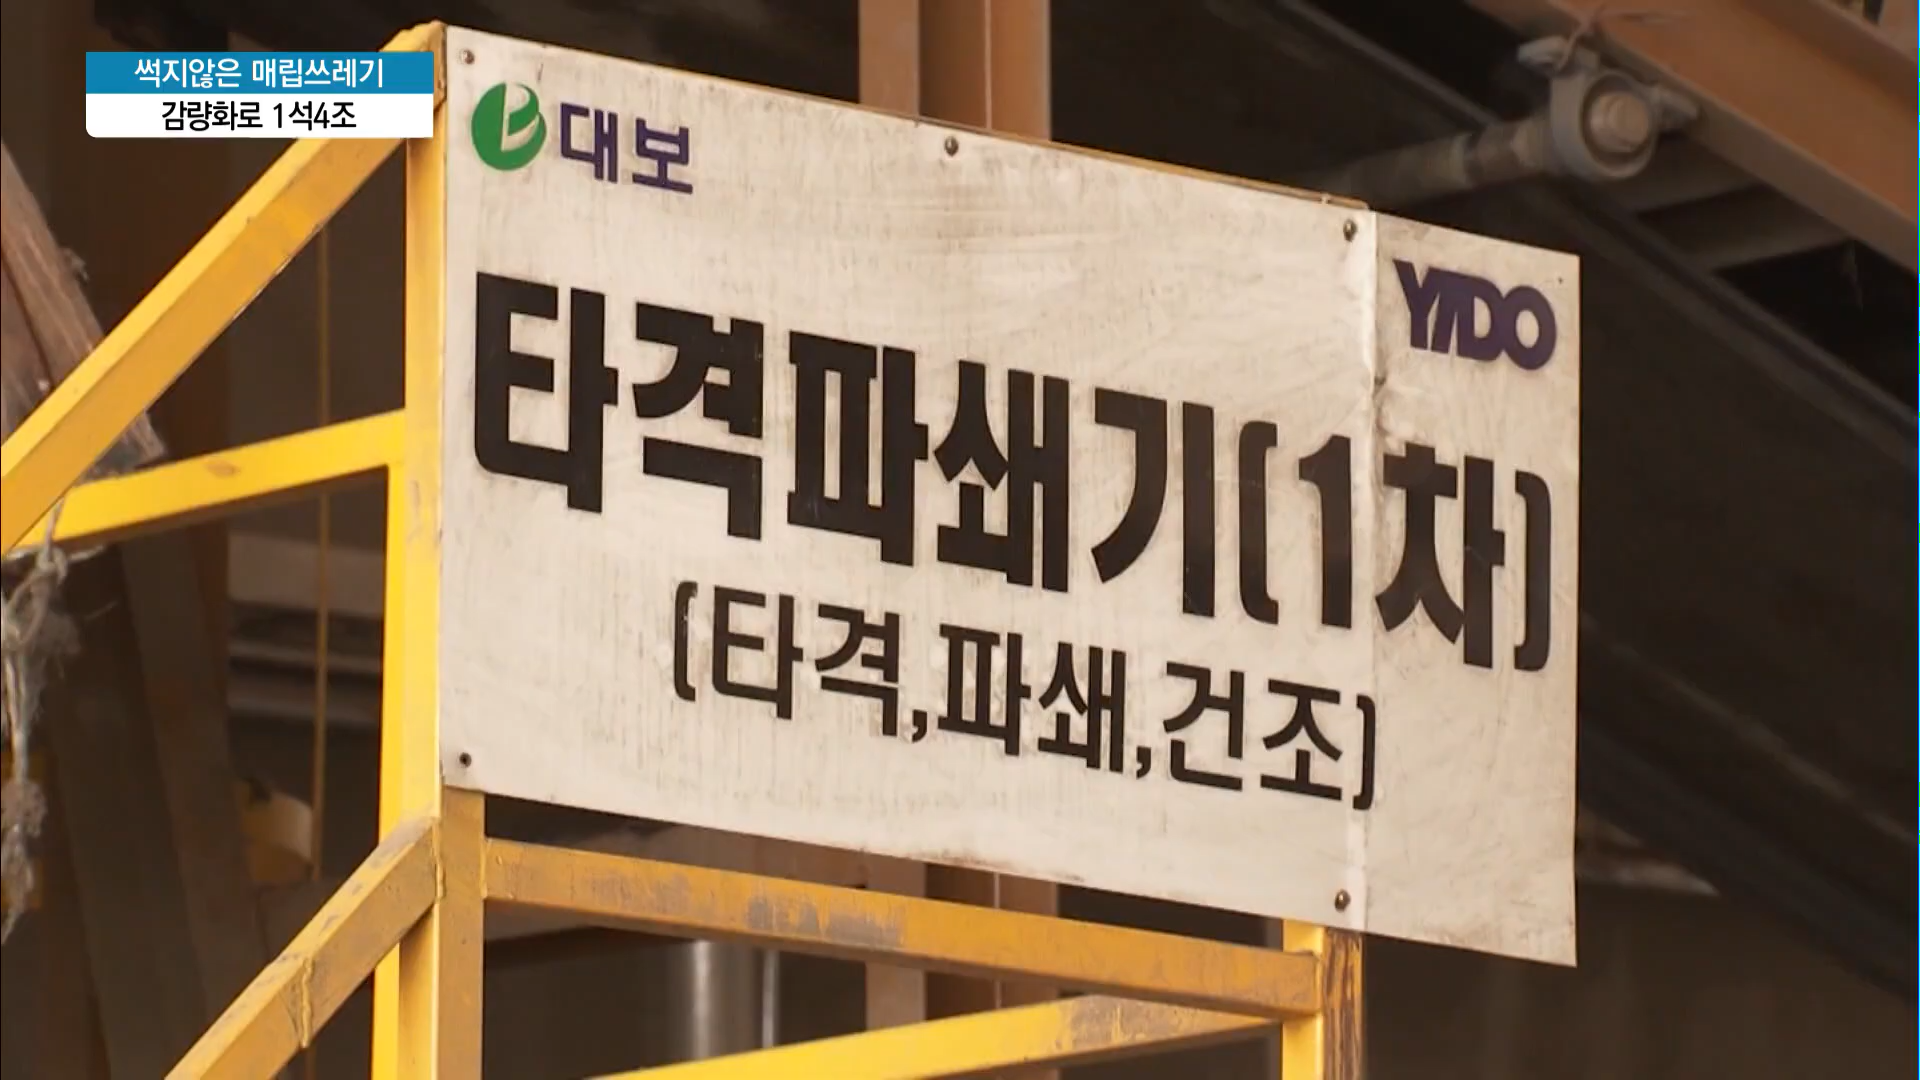 썩지않은 매립쓰레기
감량화로 1석4조
대보
YIDO
타격파쇄기(1차)
(타격,파쇄,건조)